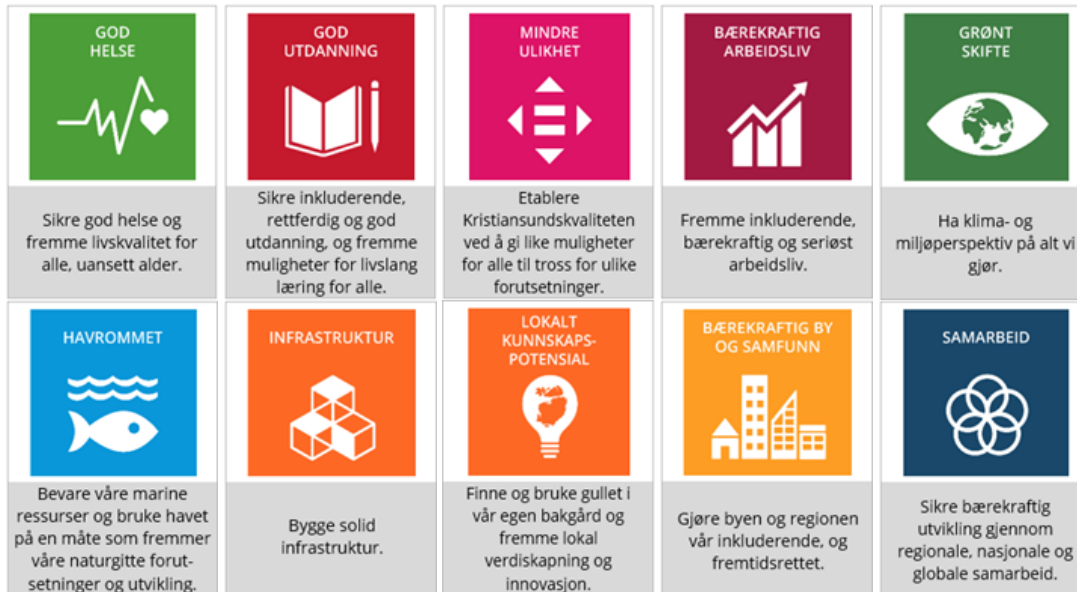 GOD
HELSE
GOD
UTDANNING
MINDRE
ULIKHET
BÆREKRAFTIG
ARBEIDSLIV
GRØNT
SKIFTE
Sikre god helse og
fremme livskvalitet for
alle, uansett alder.
Sikre inkluderende,
rettferdig og god
utdanning, og fremme
muligheter for livslang
læring for alle.
Etablere
Kristiansundskvaliteten
ved å gi like muligheter
for alle til tross for ulike
forutsetninger.
Fremme inkluderende,
bærekraftig og seriøst
arbeidsliv.
Ha klima- og
miljøperspektiv på alt vi
gjør.
HAVROMMET
INFRASTRUKTUR
LOKALT
KUNNSKAPS-
POTENSIAL
BÆREKRAFTIG BY
OG SAMFUNN
SAMARBEID
Bevare våre marine
ressurser og bruke havet
på en måte som fremmer
våre naturgitte forut-
setninger og utvikling.
Bygge solid
infrastruktur.
Finne og bruke gullet i
vår egen bakgård og
fremme lokal
verdiskapning og
innovasjon.
Gjøre byen og regionen
vår inkluderende, og
fremtidsrettet.
Sikre bærekraftig
utvikling gjennom
regionale, nasjonale og
globale samarbeid.